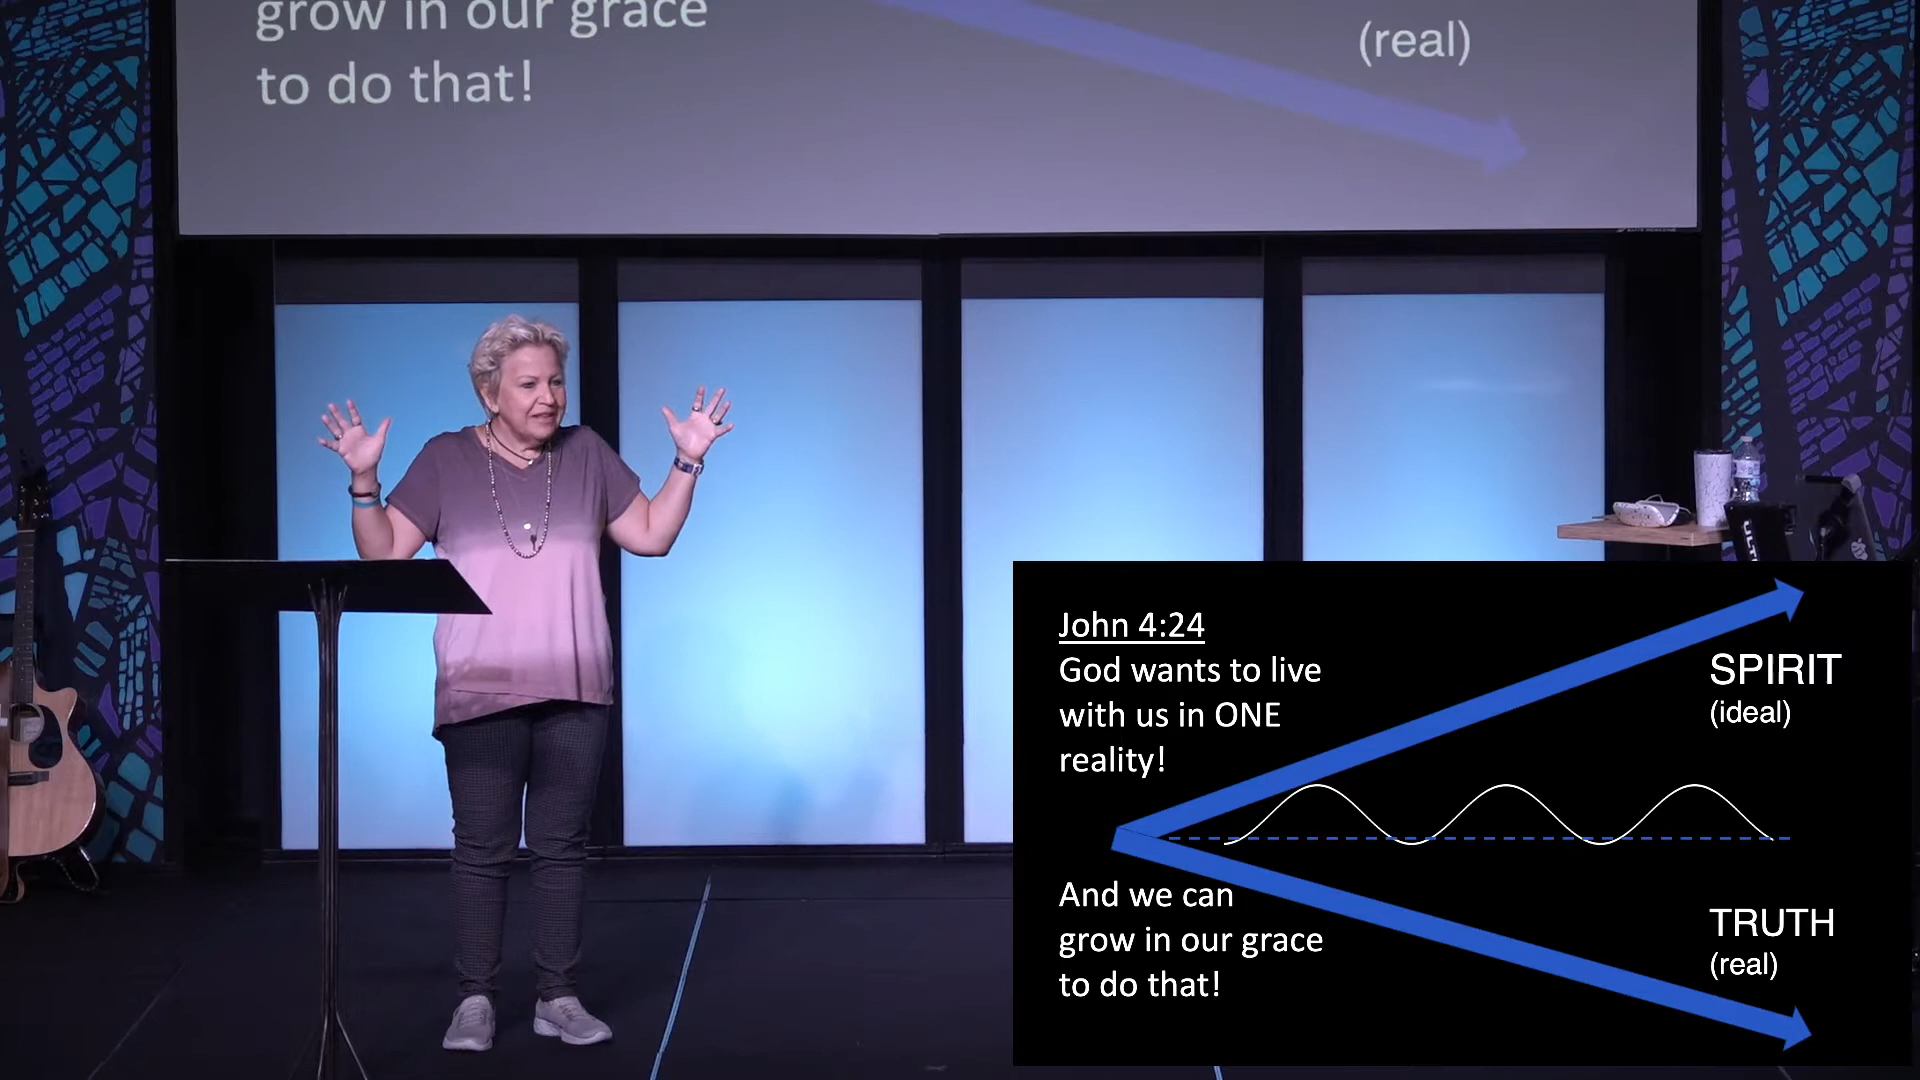 grow in our grace
to do that!
(real)
ULT
John 4:24
God wants to live
with us in ONE
reality!
SPIRIT
(ideal)
And we can
grow in our grace
to do that!
TRUTH
(real)